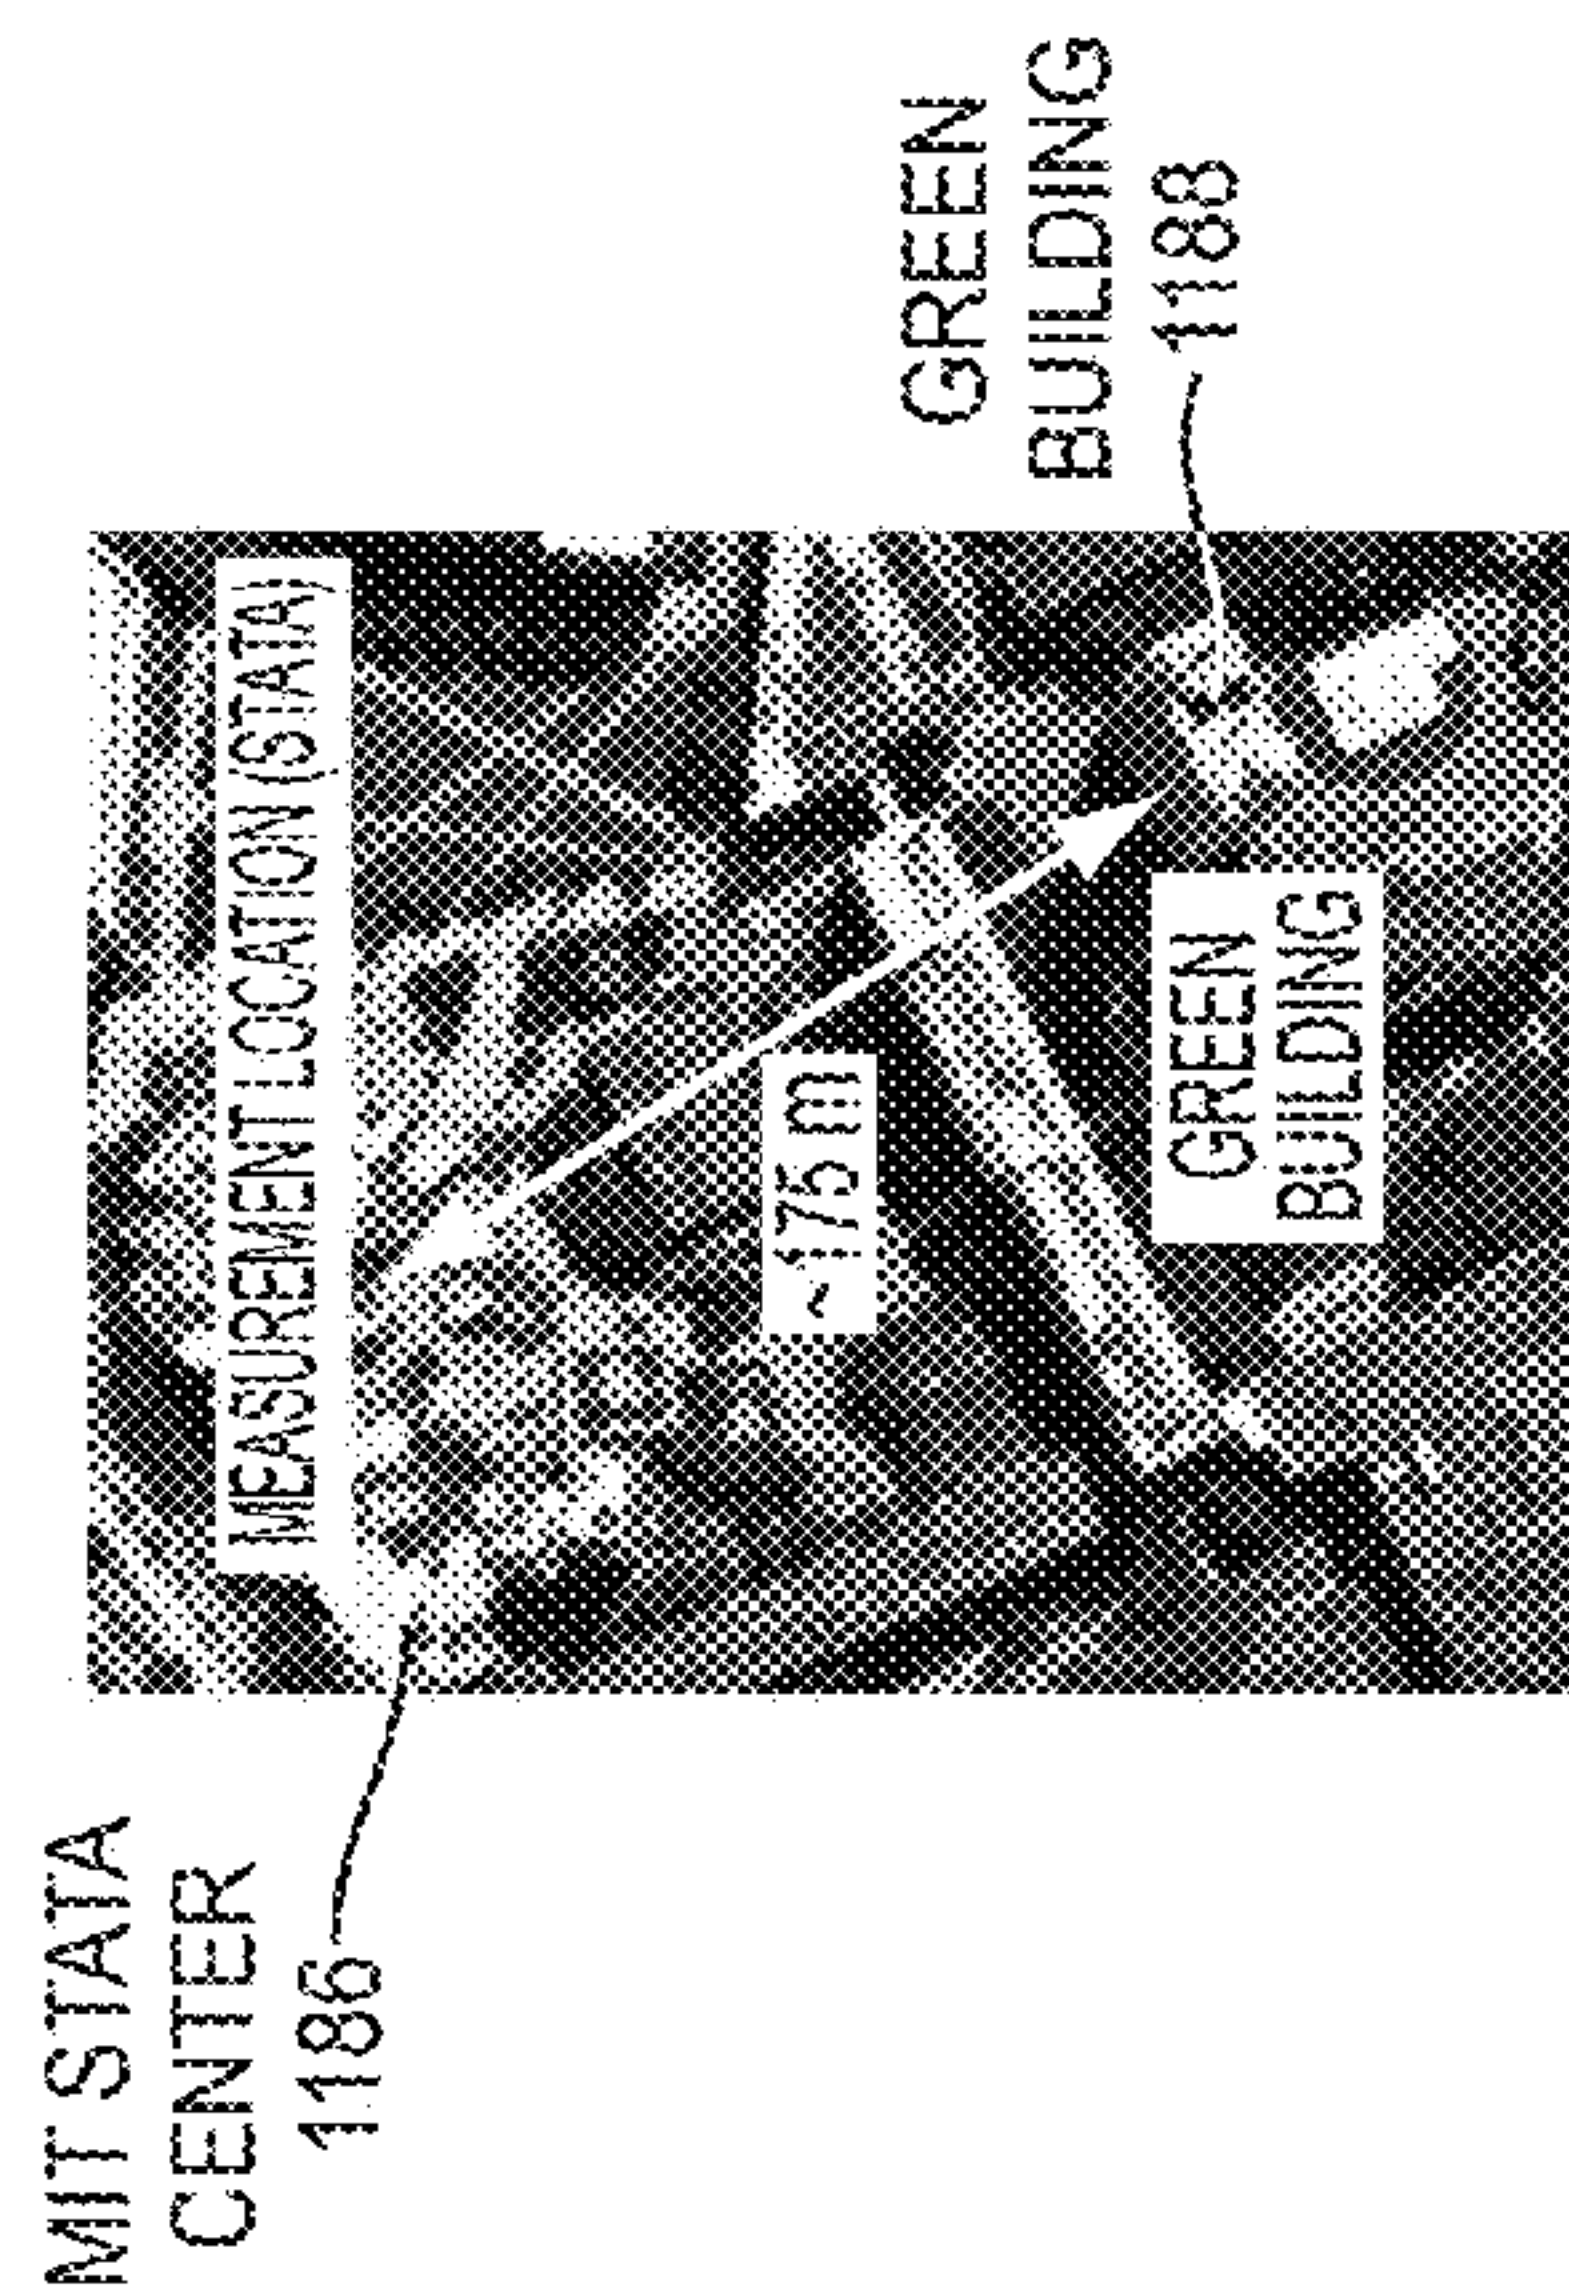 MIT STATA
CENTER
1186
MEASUREMENT LOCATION (STATA)
~175 m
GREEN
BUILDING
GREEN
BUILDING
1188